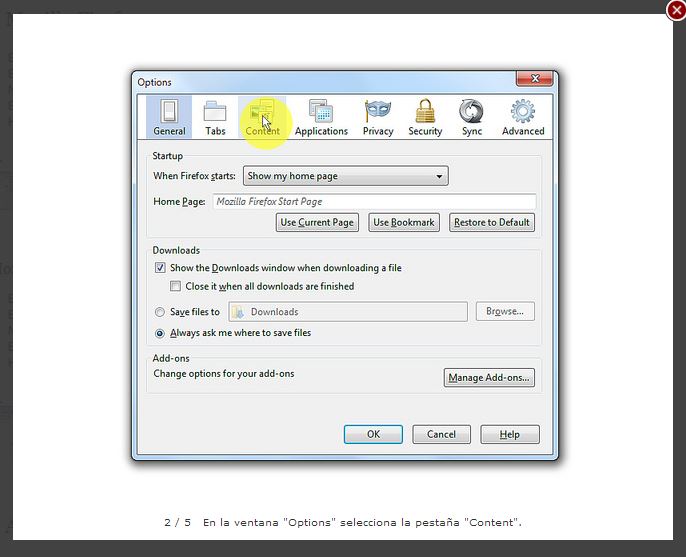 Options
General Tabs Content Applications Privacy Security Sync Advanced
Startup
When Firefox starts: Show my home page
Home Page: Mozilla Firefox Start Page
Use Current Page Use Bookmark Restore to Default
Downloads
Show the Downloads window when downloading a file
Close it when all downloads are finished
Save files to Downloads Browse...
Always ask me where to save files
Add-ons
Change options for your add-ons
Manage Add-ons...
OK Cancel Help
2 / 5 En la ventana "Options" selecciona la pestaña "Content".